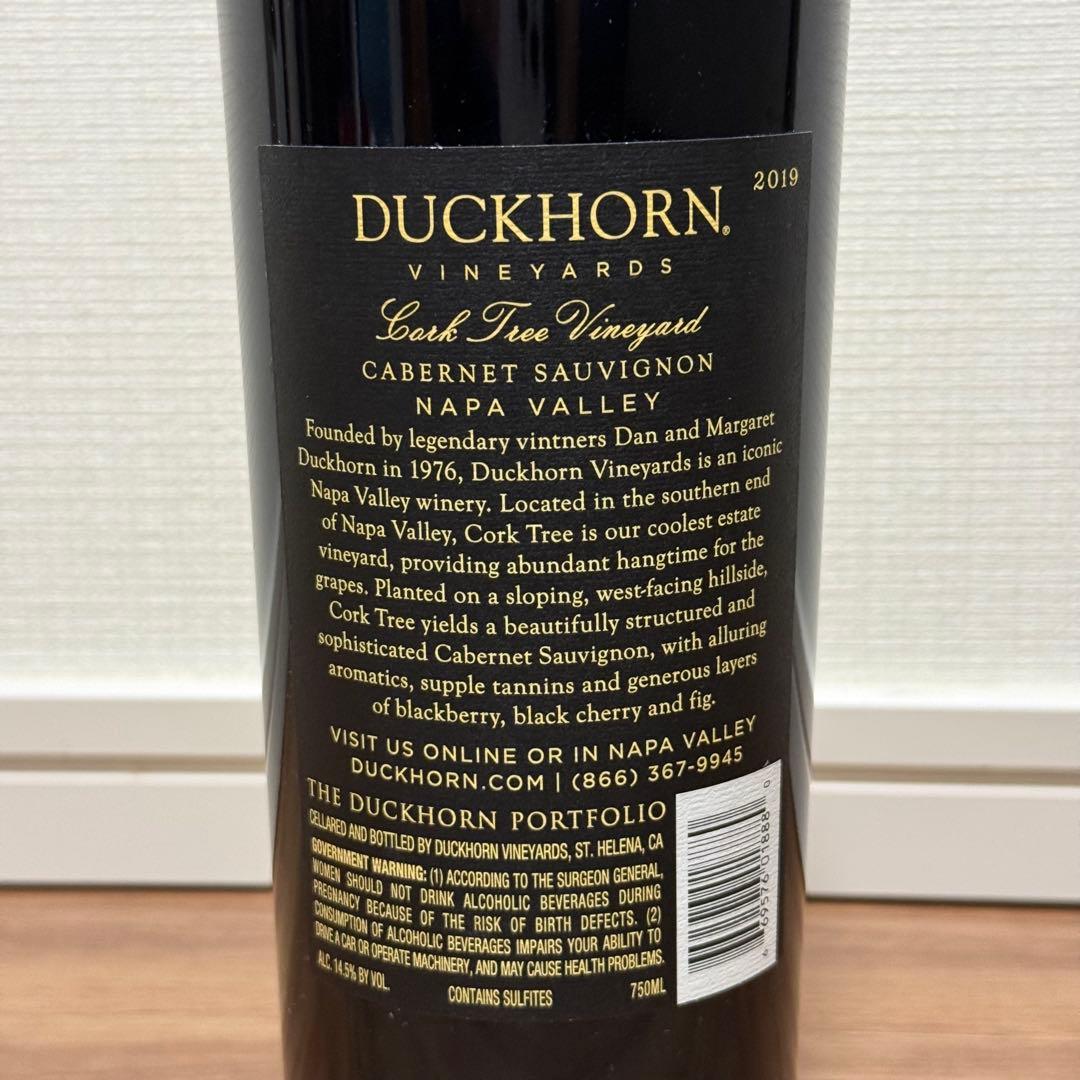 2019
DUCKHORN®
VINEYARDS
Cork Tree Vineyard
CABERNET SAUVIGNON
NAPA VALLEY
Founded by legendary vintners Dan and Margaret
Duckhorn in 1976, Duckhorn Vineyards is an iconic
Napa Valley winery. Located in the southern end
of Napa Valley, Cork Tree is our coolest estate
vineyard, providing abundant hangtime for the
grapes. Planted on a sloping, west-facing hillside,
Cork Tree yields a beautifully structured and
sophisticated Cabernet Sauvignon, with alluring
aromatics, supple tannins and generous layers
of blackberry, black cherry and fig.
VISIT US ONLINE OR IN NAPA VALLEY
DUCKHORN.COM | (866) 367-9945
THE DUCKHORN PORTFOLIO
CELLARED AND BOTTLED BY DUCKHORN VINEYARDS, ST. HELENA, CA
GOVERNMENT WARNING: (1) ACCORDING TO THE SURGEON GENERAL,
WOMEN SHOULD NOT DRINK ALCOHOLIC BEVERAGES DURING
PREGNANCY BECAUSE OF THE RISK OF BIRTH DEFECTS. (2)
CONSUMPTION OF ALCOHOLIC BEVERAGES IMPAIRS YOUR ABILITY TO
DRIVE A CAR OR OPERATE MACHINERY, AND MAY CAUSE HEALTH PROBLEMS.
ALC. 14.5% BY VOL. CONTAINS SULFITES 750ML
6 69576 01888 0